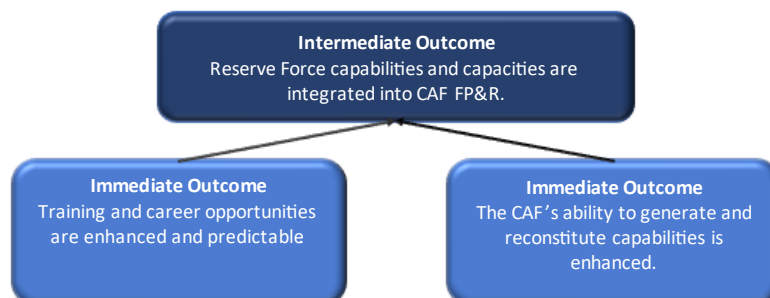 Intermediate Outcome
Reserve Force capabilities and capacities are
integrated into CAF FP&R.
Immediate Outcome
Training and career opportunities
are enhanced and predictable
Immediate Outcome
The CAF's ability to generate and
reconstitute capabilities is
enhanced.